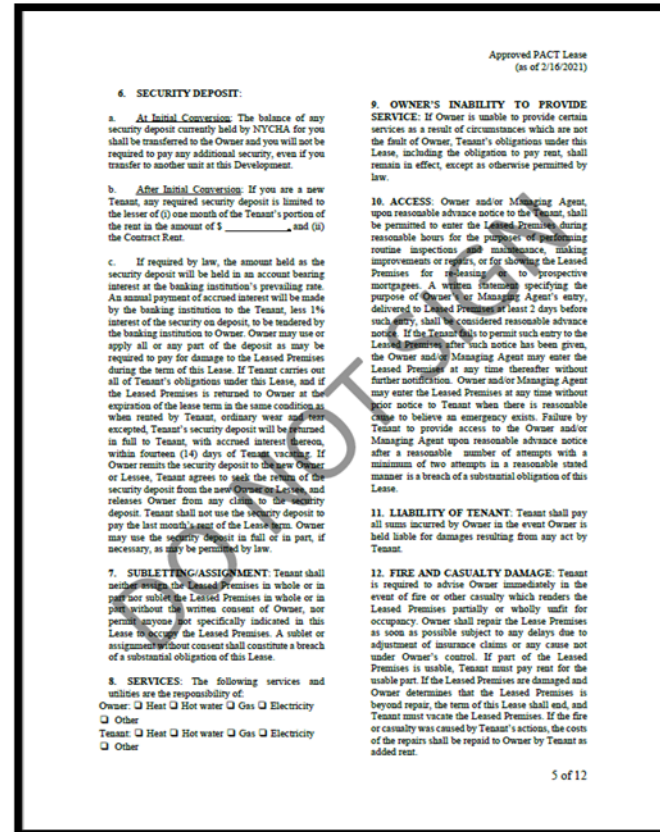 Approved PACT Lease
(as of 2/16/2021)
6. SECURITY DEPOSIT:
a. At Initial Conversion: The balance of any
security deposit currently held by NYCHA for you
shall be transferred to the Owner and you will not be
required to pay any additional security, even if you
transfer to another unit at this Development.
b. After Initial Conversion: If you are a new
Tenant, any required security deposit is limited to
the lesser of (i) one month of the Tenant's portion of
the rent in the amount of $ ____________, and (ii)
the Contract Rent.
c. If required by law, the amount held as the
security deposit will be held in an account bearing
interest at the banking institution's prevailing rate.
An annual payment of accrued interest will be made
by the banking institution to the Tenant, less 1%
interest of the security on deposit, to be tendered by
the banking institution to Owner. Owner may use or
apply all or any part of the deposit as may be
required to pay for damage to the Leased Premises
during the term of this Lease. If Tenant carries out
all of Tenant's obligations under this Lease, and if
the Leased Premises is returned to Owner at the
expiration of the lease term in the same condition as
when rented by Tenant, ordinary wear and tear
excepted, Tenant's security deposit will be returned
in full to Tenant, with accrued interest thereon,
within fourteen (14) days of Tenant vacating. If
Owner remits the security deposit to the new Owner
or Lessee, Tenant agrees to seek the return of the
security deposit from the new Owner or Lessee, and
releases Owner from any claim to the security
deposit. Tenant shall not use the security deposit to
pay the last month's rent of the Lease term. Owner
may use the security deposit in full or in part, if
necessary, as may be permitted by law.
7. SUBLETTING/ASSIGNMENT: Tenant shall
neither assign the Leased Premises in whole or in
part nor sublet the Leased Premises in whole or in
part without the written consent of Owner, nor
permit anyone not specifically indicated in this
Lease to occupy the Leased Premises. A sublet or
assignment without consent shall constitute a breach
of a substantial obligation of this Lease.
8. SERVICES: The following services and
utilities are the responsibility of:
Owner: ❑ Heat ❑ Hot water ❑ Gas ❑ Electricity
❑ Other
Tenant: ❑ Heat ❑ Hot water ❑ Gas ❑ Electricity
❑ Other
9. OWNER'S INABILITY TO PROVIDE
SERVICE: If Owner is unable to provide certain
services as a result of circumstances which are not
the fault of Owner, Tenant's obligations under this
Lease, including the obligation to pay rent, shall
remain in effect, except as otherwise permitted by
law.
10. ACCESS: Owner and/or Managing Agent,
upon reasonable advance notice to the Tenant, shall
be permitted to enter the Leased Premises during
reasonable hours for the purposes of performing
routine inspections and maintenance, making
improvements or repairs, or for showing the Leased
Premises for re-leasing or to prospective
mortgagees. A written statement specifying the
purpose of Owner's or Managing Agent's entry,
delivered to Leased Premises at least 2 days before
such entry, shall be considered reasonable advance
notice. If the Tenant fails to permit such entry to the
Leased Premises after such notice has been given,
the Owner and/or Managing Agent may enter the
Leased Premises at any time thereafter without
further notification. Owner and/or Managing Agent
may enter the Leased Premises at any time without
prior notice to Tenant when there is reasonable
cause to believe an emergency exists. Failure by
Tenant to provide access to the Owner and/or
Managing Agent upon reasonable advance notice
after a reasonable number of attempts with a
minimum of two attempts in a reasonable stated
manner is a breach of a substantial obligation of this
Lease.
11. LIABILITY OF TENANT: Tenant shall pay
all sums incurred by Owner in the event Owner is
held liable for damages resulting from any act by
Tenant.
12. FIRE AND CASUALTY DAMAGE: Tenant
is required to advise Owner immediately in the
event of fire or other casualty which renders the
Leased Premises partially or wholly unfit for
occupancy. Owner shall repair the Lease Premises
as soon as possible subject to any delays due to
adjustment of insurance claims or any cause not
under Owner's control. If part of the Leased
Premises is usable, Tenant must pay rent for the
usable part. If the Leased Premises are damaged and
Owner determines that the Leased Premises is
beyond repair, the term of this Lease shall end, and
Tenant must vacate the Leased Premises. If the fire
or casualty was caused by Tenant's actions, the costs
of the repairs shall be repaid to Owner by Tenant as
added rent.
5 of 12
DO NOT SIGN